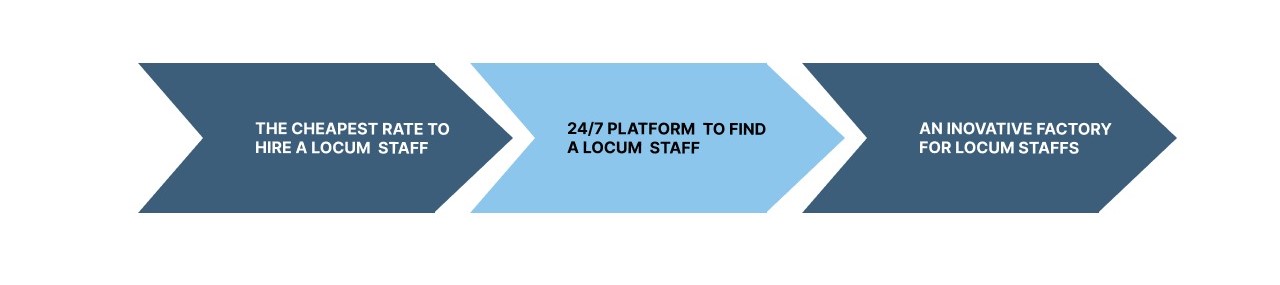 THE CHEAPEST RATE TO
HIRE A LOCUM  STAFF
24/7 PLATFORM  TO FIND
A LOCUM  STAFF
AN INOVATIVE FACTORY
FOR LOCUM STAFFS